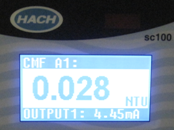 HACH
sc100
CMF A1:
0.028
NTU
OUTPUT1: 4.45mA